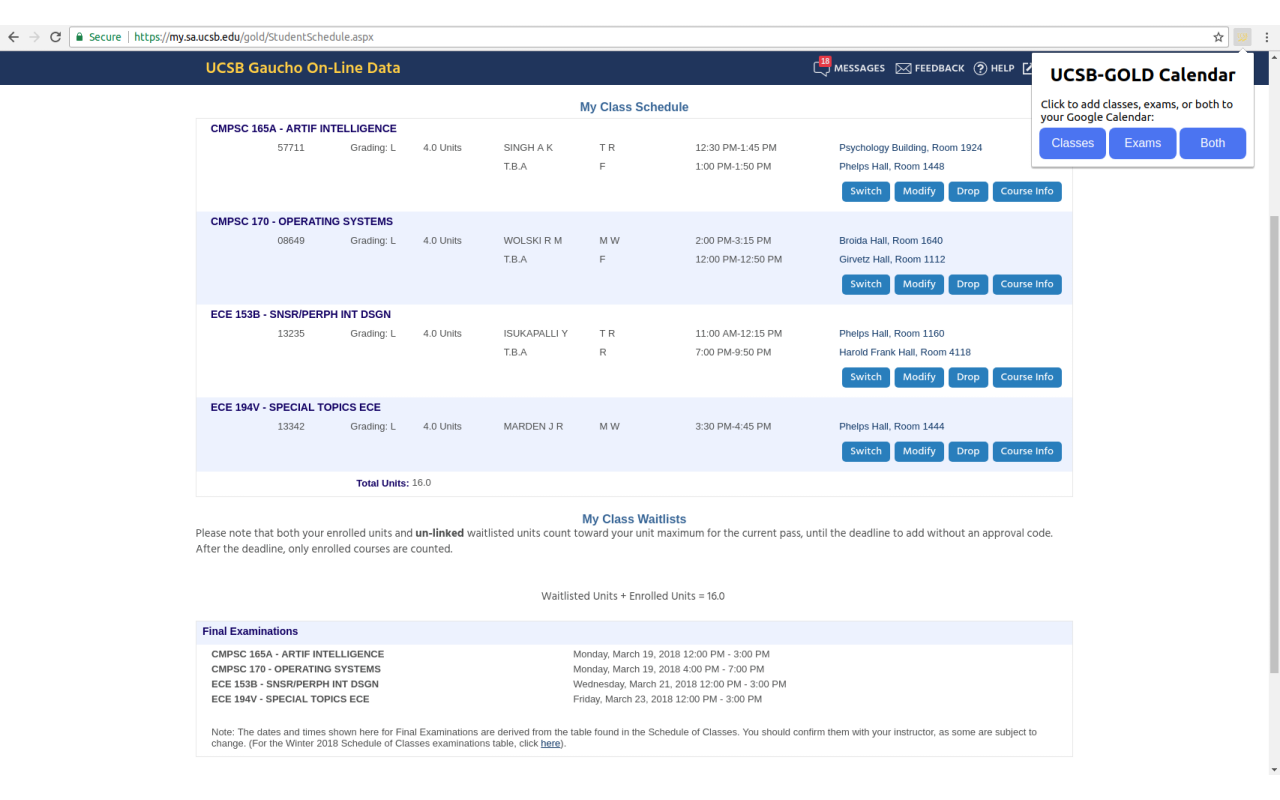 Secure | https://my.sa.ucsb.edu/gold/StudentSchedule.aspx
UCSB Gaucho On-Line Data
18 MESSAGES FEEDBACK HELP
UCSB-GOLD Calendar
Click to add classes, exams, or both to
your Google Calendar:
Classes Exams Both
My Class Schedule
CMPSC 165A - ARTIF INTELLIGENCE
57711 Grading: L 4.0 Units SINGH A K T R 12:30 PM-1:45 PM Psychology Building, Room 1924
T.B.A F 1:00 PM-1:50 PM Phelps Hall, Room 1448
Switch Modify Drop Course Info
CMPSC 170 - OPERATING SYSTEMS
08649 Grading: L 4.0 Units WOLSKI R M M W 2:00 PM-3:15 PM Broida Hall, Room 1640
T.B.A F 12:00 PM-12:50 PM Girvetz Hall, Room 1112
Switch Modify Drop Course Info
ECE 153B - SNSR/PERPH INT DSGN
13235 Grading: L 4.0 Units ISUKAPALLI Y T R 11:00 AM-12:15 PM Phelps Hall, Room 1160
T.B.A R 7:00 PM-9:50 PM Harold Frank Hall, Room 4118
Switch Modify Drop Course Info
ECE 194V - SPECIAL TOPICS ECE
13342 Grading: L 4.0 Units MARDEN J R M W 3:30 PM-4:45 PM Phelps Hall, Room 1444
Switch Modify Drop Course Info
Total Units: 16.0
My Class Waitlists
Please note that both your enrolled units and un-linked waitlisted units count toward your unit maximum for the current pass, until the deadline to add without an approval code.
After the deadline, only enrolled courses are counted.
Waitlisted Units + Enrolled Units = 16.0
Final Examinations
CMPSC 165A - ARTIF INTELLIGENCE Monday, March 19, 2018 12:00 PM - 3:00 PM
CMPSC 170 - OPERATING SYSTEMS Monday, March 19, 2018 4:00 PM - 7:00 PM
ECE 153B - SNSR/PERPH INT DSGN Wednesday, March 21, 2018 12:00 PM - 3:00 PM
ECE 194V - SPECIAL TOPICS ECE Friday, March 23, 2018 12:00 PM - 3:00 PM
Note: The dates and times shown here for Final Examinations are derived from the table found in the Schedule of Classes. You should confirm them with your instructor, as some are subject to
change. (For the Winter 2018 Schedule of Classes examinations table, click here).